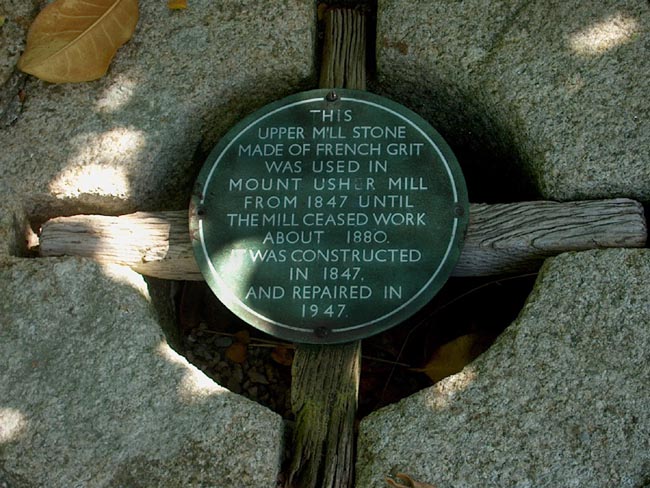 THIS
UPPER M'LL STONE
MADE OF FRENCH GRIT
WAS USED IN
MOUNT USHER MILL
FROM 1847 UNTIL
THE MILL CEASED WORK
ABOUT 1880.
IT WAS CONSTRUCTED
IN 1847,
AND REPAIRED IN
1947.